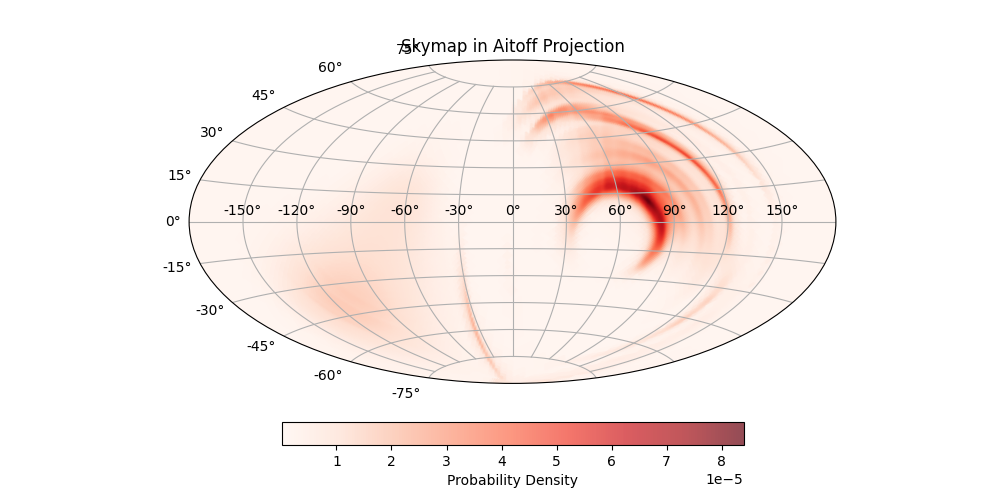 75°
Skymap in Aitoff Projection
60°
45°
30°
15°
-150° -120° -90° -60° -30° 0° 30° 60° 90° 120° 150°
0°
-15°
-30°
-45°
-60°
-75°
1 2 3 4 5 6 7 8
Probability Density
1e−5